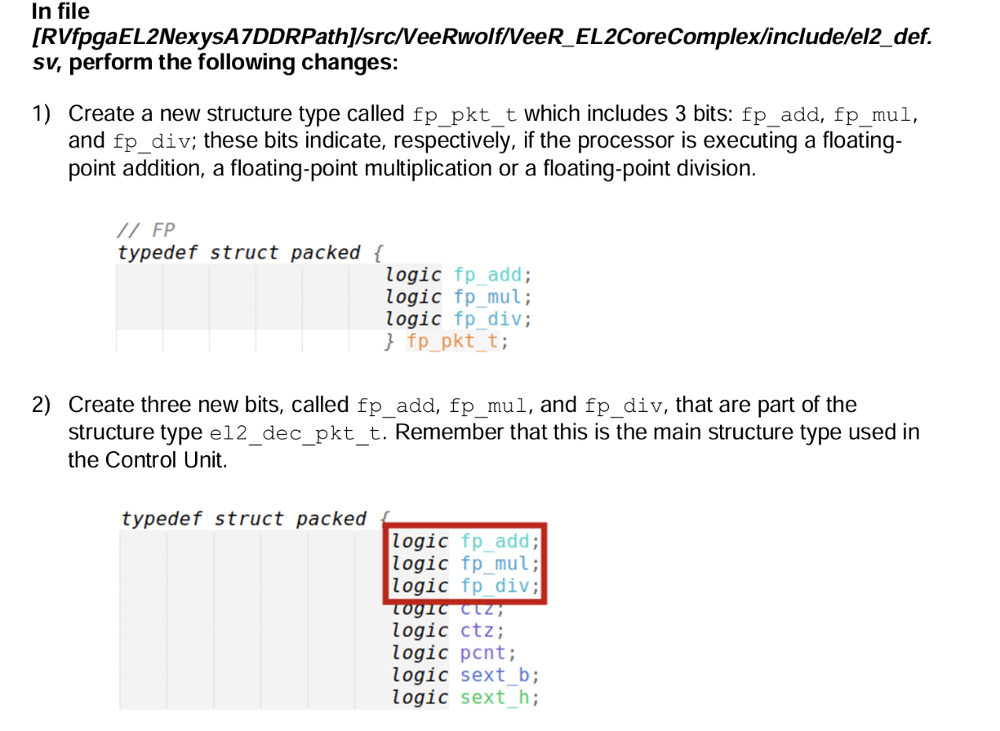 In file
[RVfpgaEL2NexysA7DDRPath]/src/VeeRwolf/VeeR_EL2CoreComplex/include/el2_def.
sv, perform the following changes:
1) Create a new structure type called fp_pkt_t which includes 3 bits: fp_add, fp_mul,
and fp_div; these bits indicate, respectively, if the processor is executing a floating-
point addition, a floating-point multiplication or a floating-point division.
// FP
typedef struct packed {
logic fp_add;
logic fp_mul;
logic fp_div;
} fp_pkt_t;
2) Create three new bits, called fp_add, fp_mul, and fp_div, that are part of the
structure type el2_dec_pkt_t. Remember that this is the main structure type used in
the Control Unit.
typedef struct packed {
logic fp_add;
logic fp_mul;
logic fp_div;
logic clz;
logic ctz;
logic pcnt;
logic sext_b;
logic sext_h;